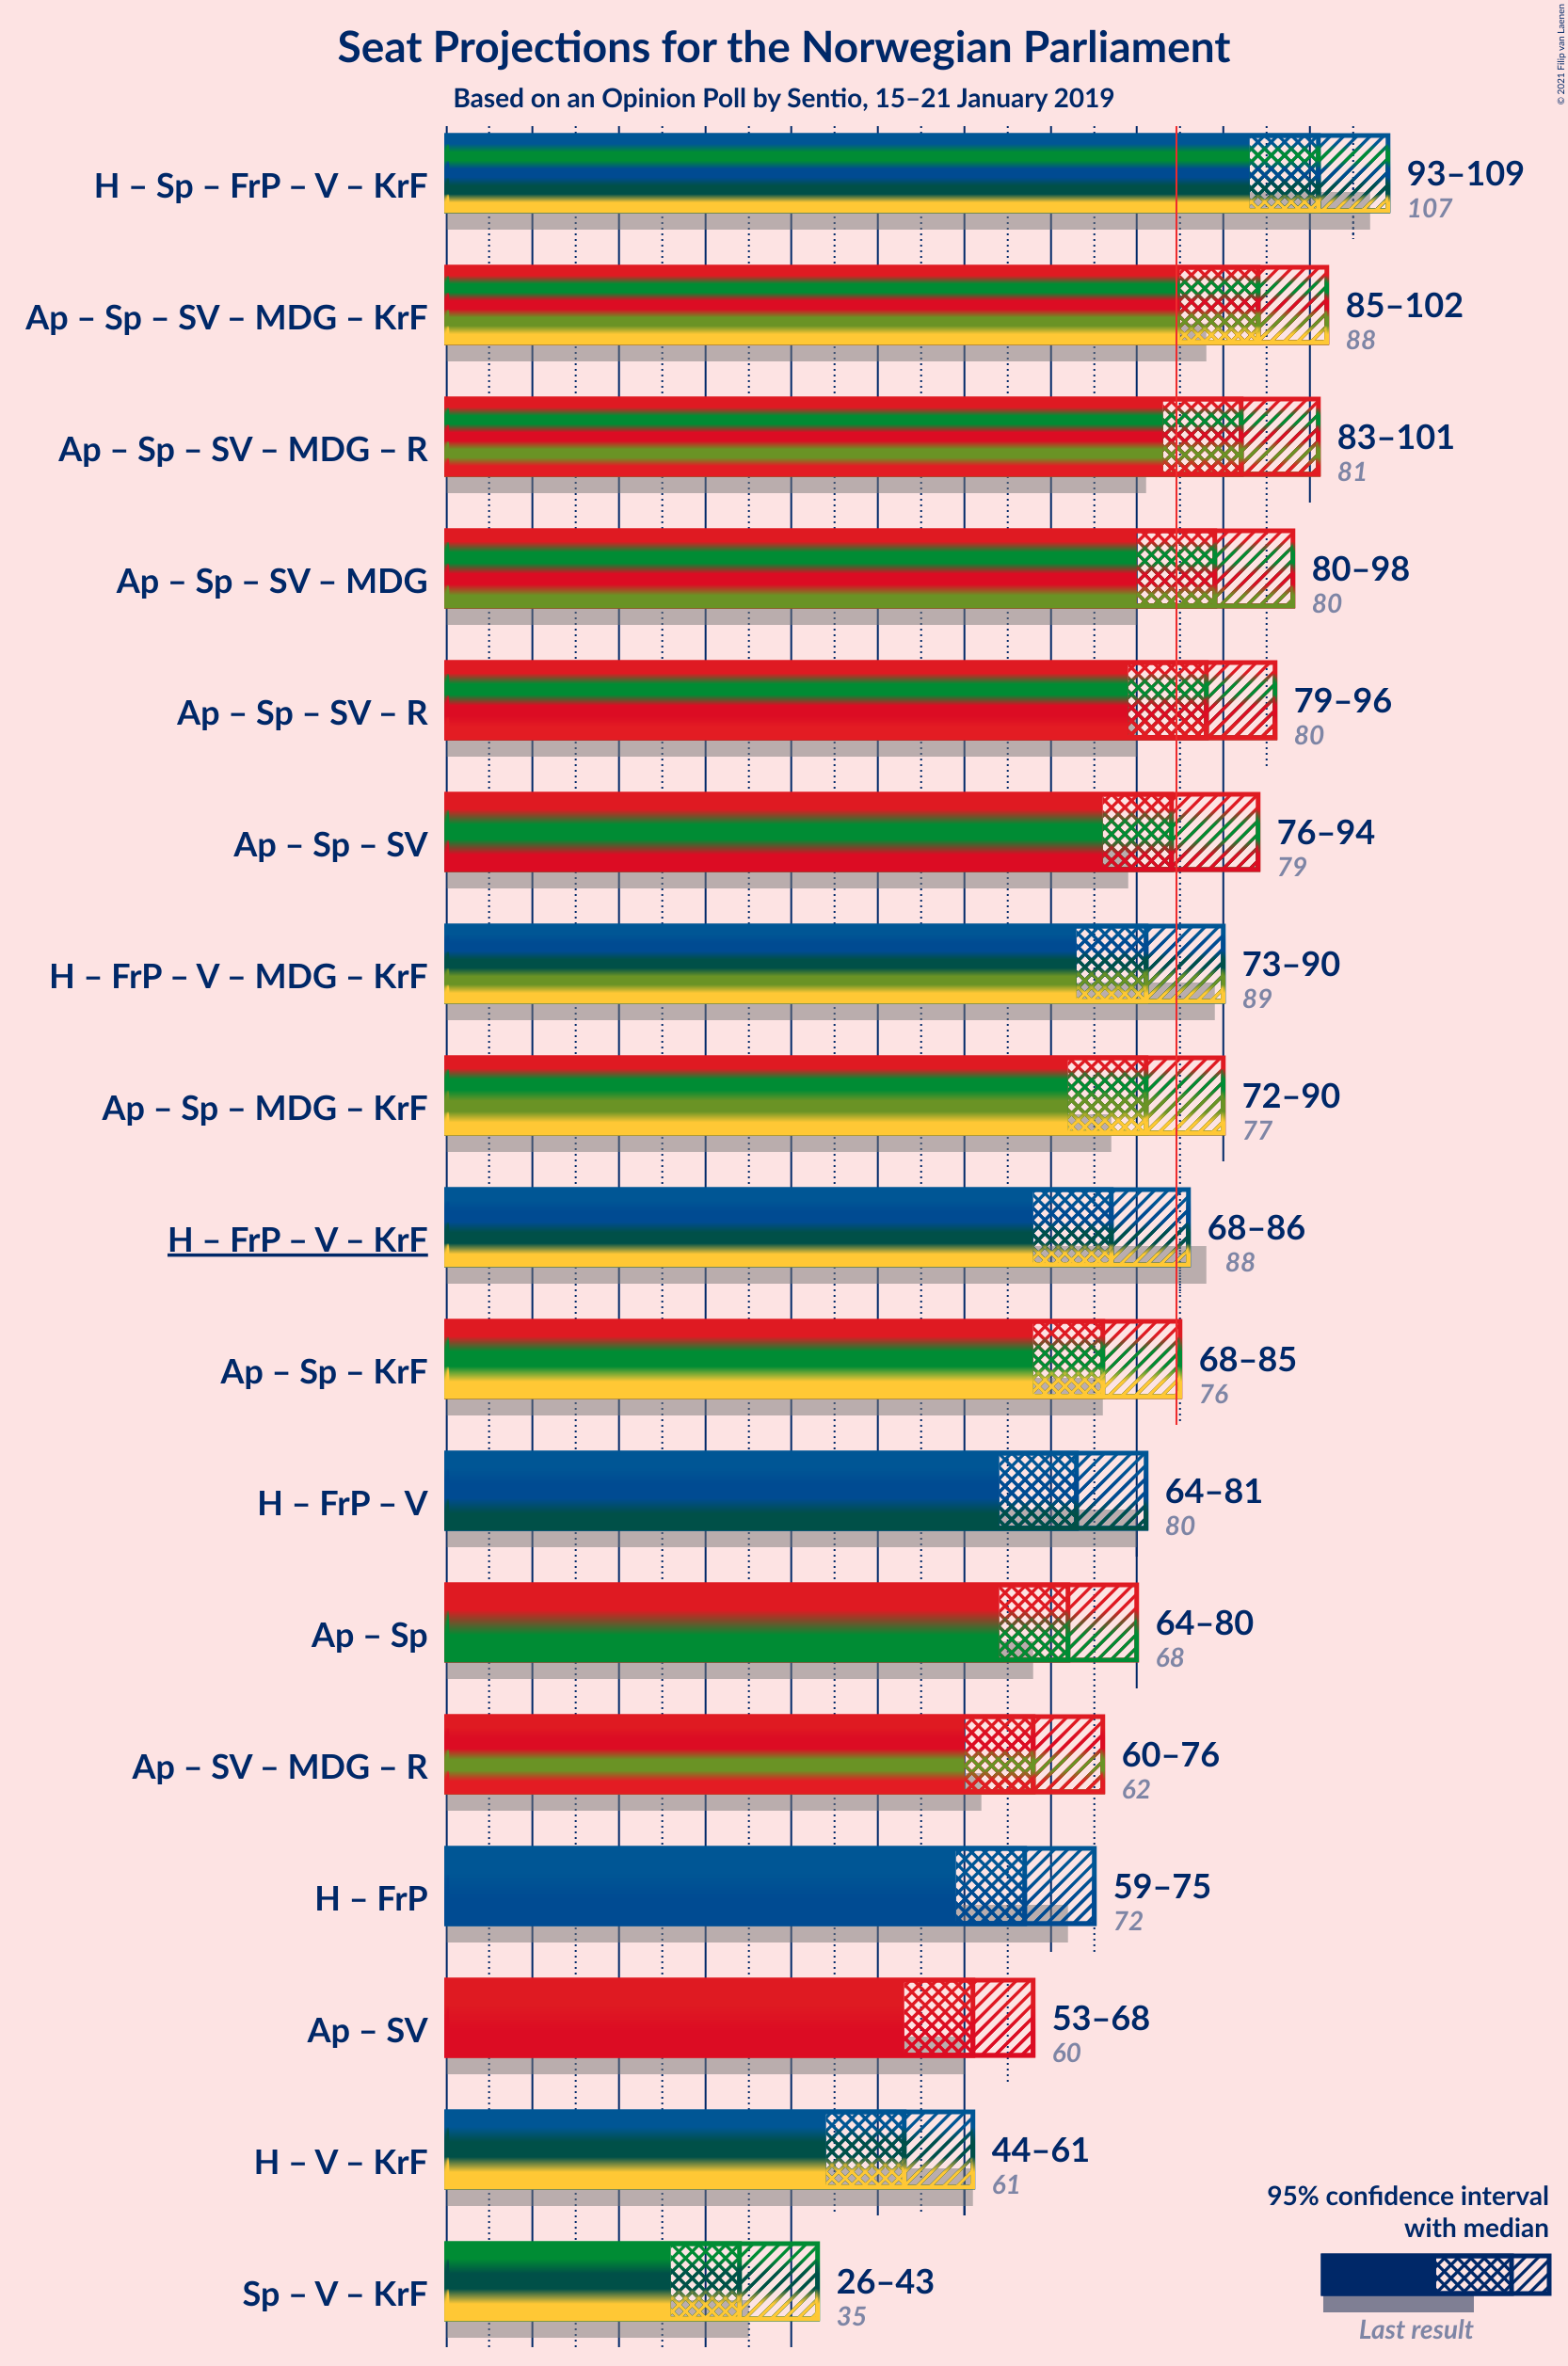 Seat Projections for the Norwegian Parliament
Based on an Opinion Poll by Sentio, 15–21 January 2019
© 2021 Filip van Laenen
H – Sp – FrP – V – KrF
93–109
107
Ap – Sp – SV – MDG – KrF
85–102
88
Ap – Sp – SV – MDG – R
83–101
81
Ap – Sp – SV – MDG
80–98
80
Ap – Sp – SV – R
79–96
80
Ap – Sp – SV
76–94
79
H – FrP – V – MDG – KrF
73–90
89
Ap – Sp – MDG – KrF
72–90
77
H – FrP – V – KrF
68–86
88
Ap – Sp – KrF
68–85
76
H – FrP – V
64–81
80
Ap – Sp
64–80
68
Ap – SV – MDG – R
60–76
62
H – FrP
59–75
72
Ap – SV
53–68
60
H – V – KrF
44–61
61
Sp – V – KrF
26–43
35
95% confidence interval
with median
Last result